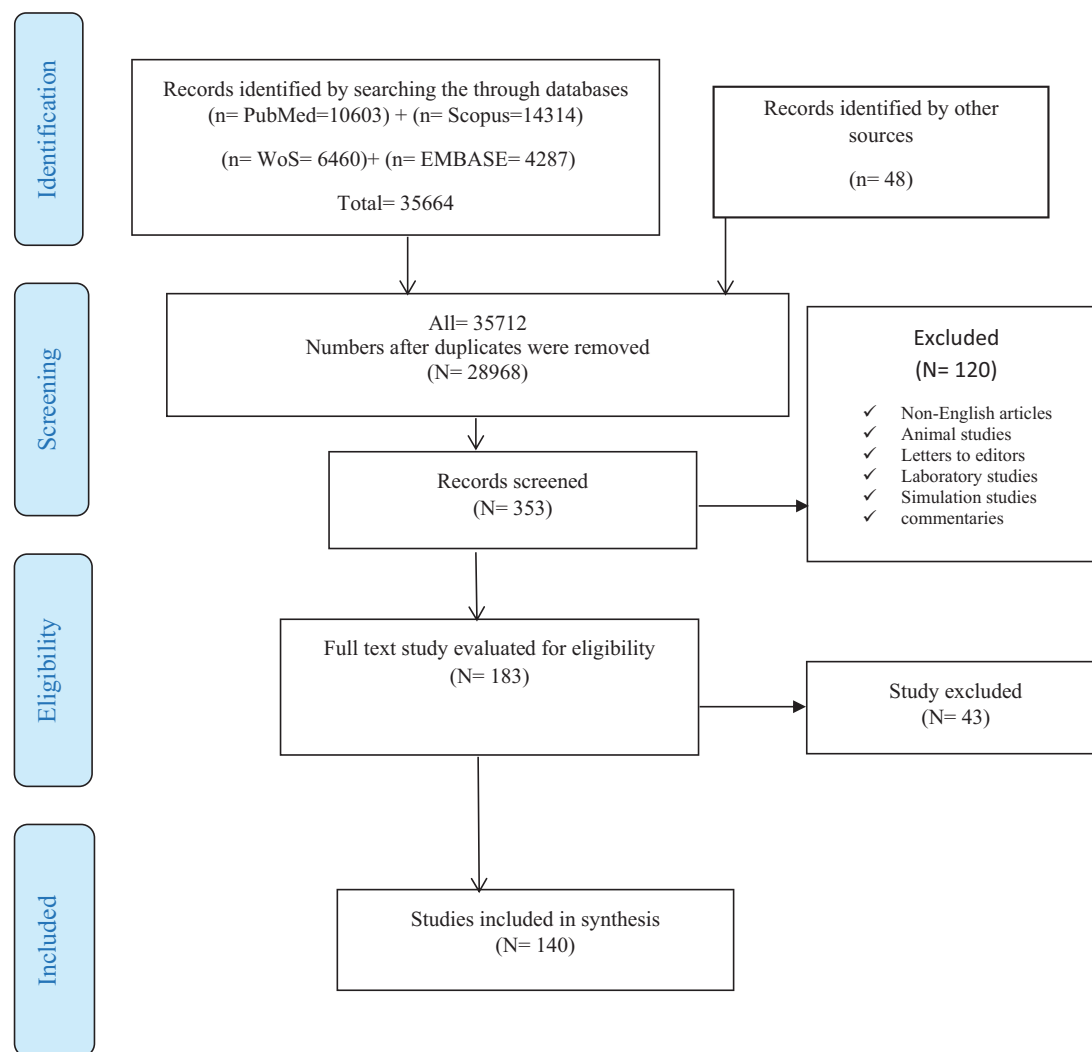 Identification
Records identified by searching the through databases
(n= PubMed=10603) + (n= Scopus=14314)
(n= WoS= 6460)+ (n= EMBASE= 4287)
Total= 35664
Records identified by other
sources
(n= 48)
Screening
All= 35712
Numbers after duplicates were removed
(N= 28968)
Records screened
(N= 353)
Excluded
(N= 120)
✓ Non-English articles
✓ Animal studies
✓ Letters to editors
✓ Laboratory studies
✓ Simulation studies
✓ commentaries
Eligibility
Full text study evaluated for eligibility
(N= 183)
Study excluded
(N= 43)
Included
Studies included in synthesis
(N= 140)